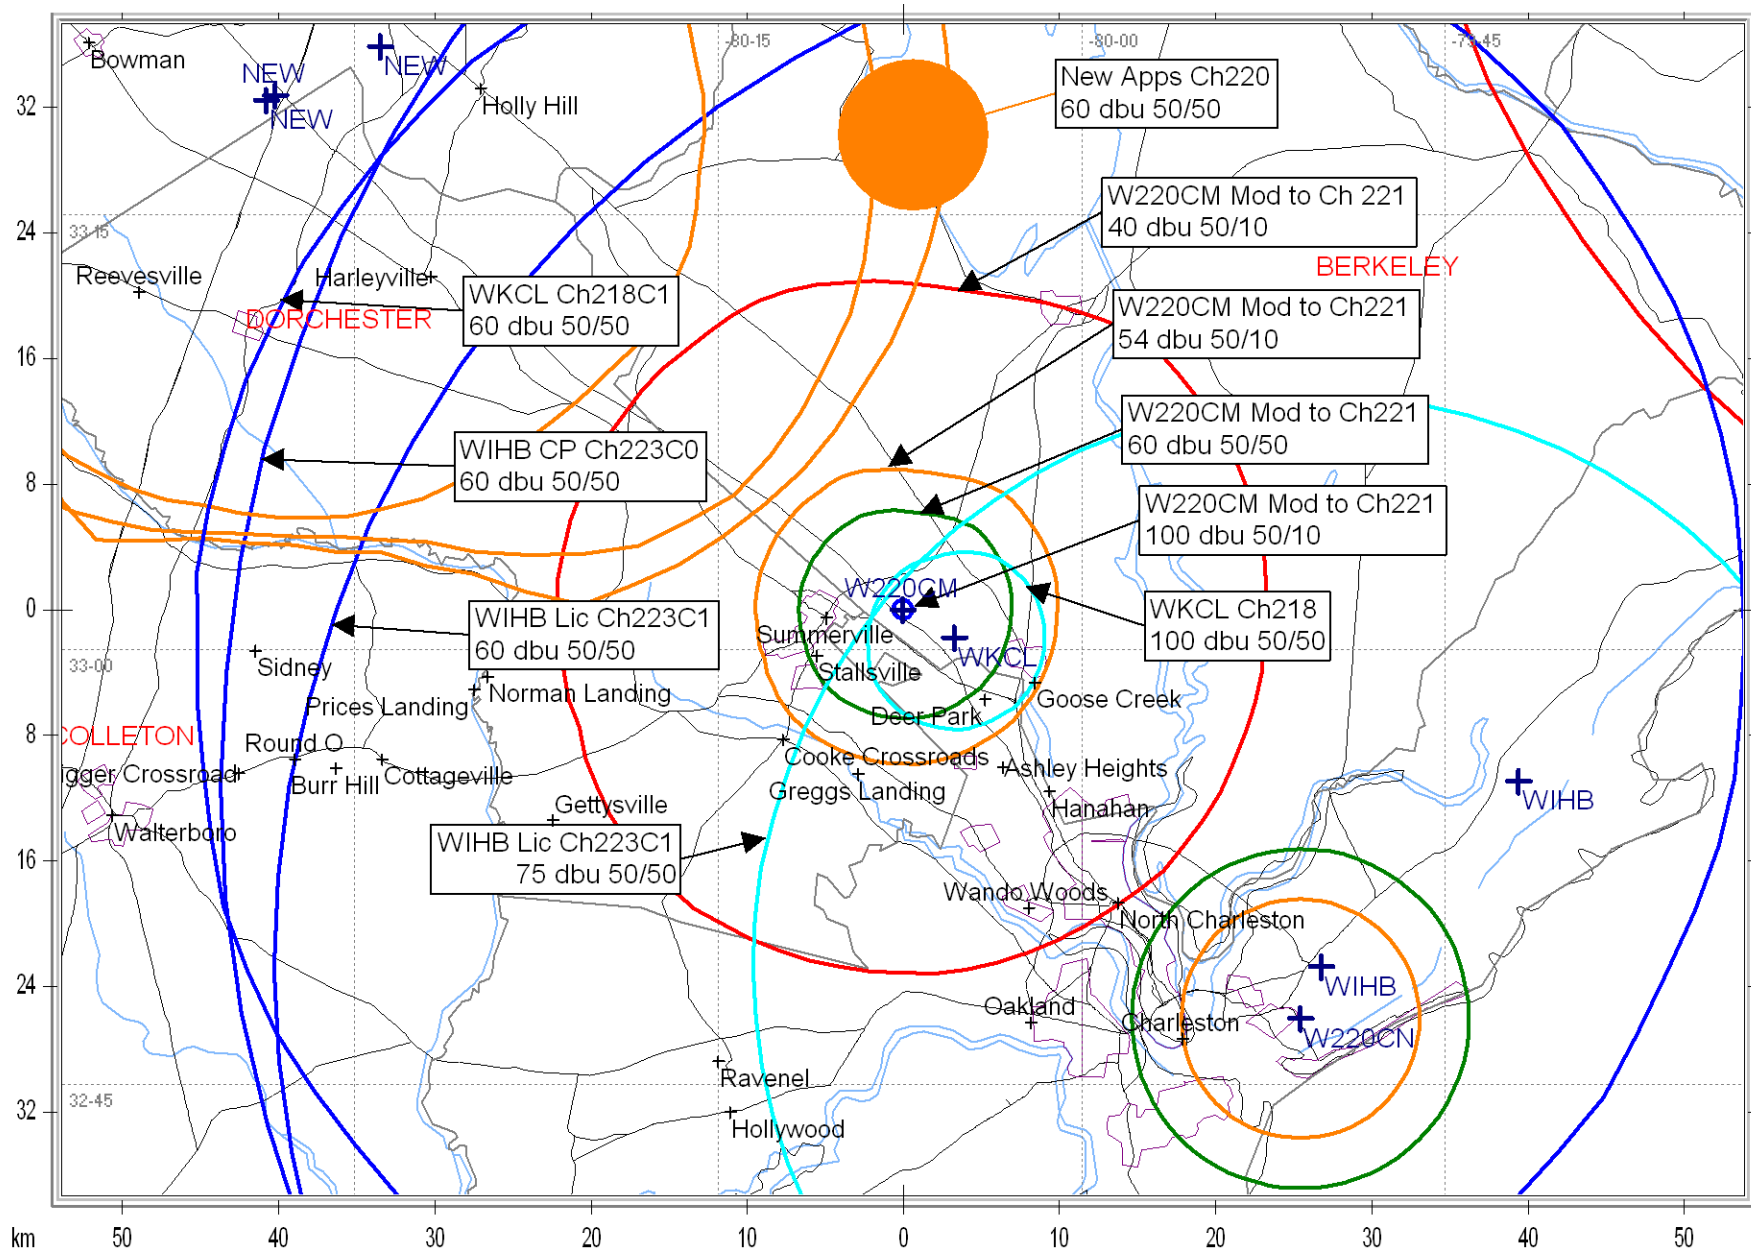 -80-15
-80-00
-79-45
Bowman
NEW
NEW
NEW
Holly Hill
New Apps Ch220
60 dbu 50/50
32
W220CM Mod to Ch 221
40 dbu 50/10
24
33-15
Reevesville
Harleyville
BERKELEY
WKCL Ch218C1
60 dbu 50/50
DORCHESTER
W220CM Mod to Ch221
54 dbu 50/10
16
W220CM Mod to Ch221
60 dbu 50/50
WIHB CP Ch223C0
60 dbu 50/50
8
W220CM Mod to Ch221
100 dbu 50/10
W220CM
0
WKCL Ch218
100 dbu 50/50
WIHB Lic Ch223C1
60 dbu 50/50
Summerville
WKCL
33-00
Sidney
Stallsville
Norman Landing
Goose Creek
Prices Landing
Deer Park
8
COLLETON
Round O
Cooke Crossroads
Ashley Heights
gger Crossroad
Burr Hill
Cottageville
Greggs Landing
Gettysville
Hanahan
WIHB
Walterboro
WIHB Lic Ch223C1
75 dbu 50/50
16
Wando Woods
North Charleston
24
WIHB
Oakland
Charleston
W220CN
Ravenel
32-45
32
Hollywood
km
50
40
30
20
10
0
10
20
30
40
50